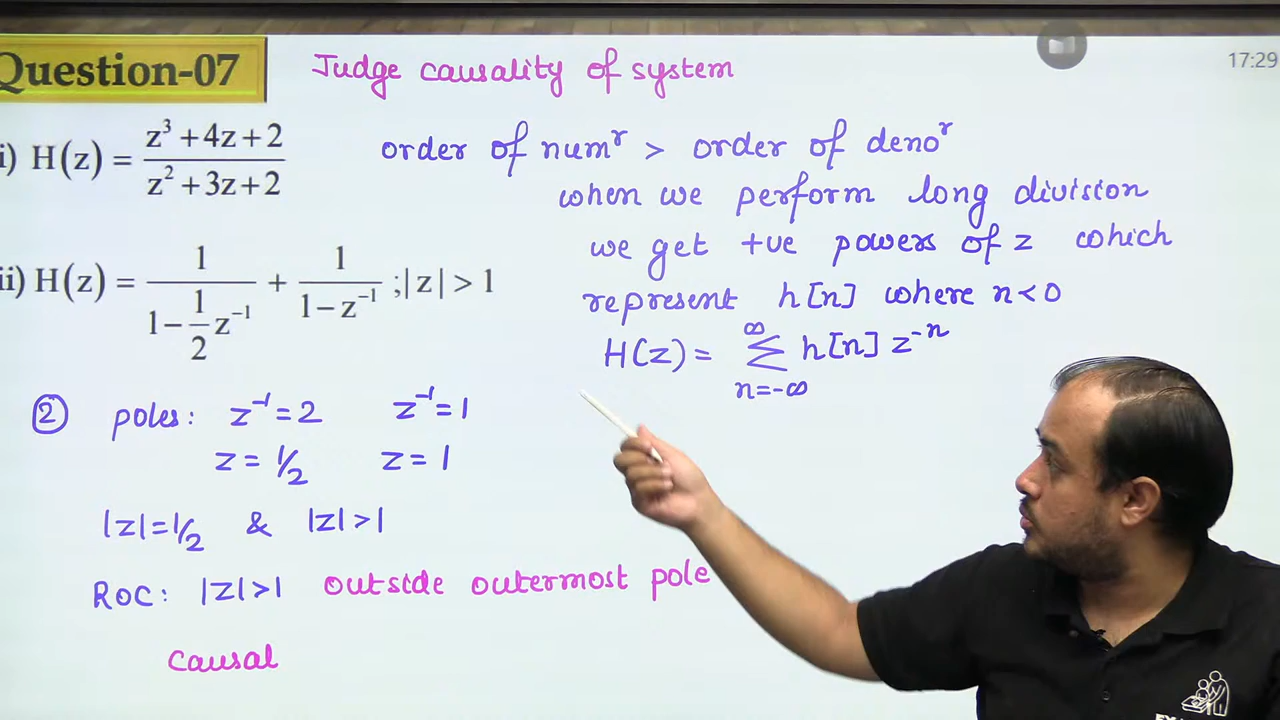 Question-07
Judge causality of system
17:29
i) H(z) = (z³ + 4z + 2)/(z² + 3z + 2)
order of num^r > order of deno^r
when we perform long division
we get +ve powers of z which
represent h[n] where n<0
ii) H(z) = 1/(1 − 1/2 z⁻¹) + 1/(1 − z⁻¹) ;|z| > 1
H(z) = ∞ Σ n=-∞ h[n] z⁻ⁿ
② poles: z⁻¹ = 2 z⁻¹ = 1
z = 1/2 z = 1
|z|=1/2 & |z|>1
ROC: |z|>1 outside outermost pole
causal